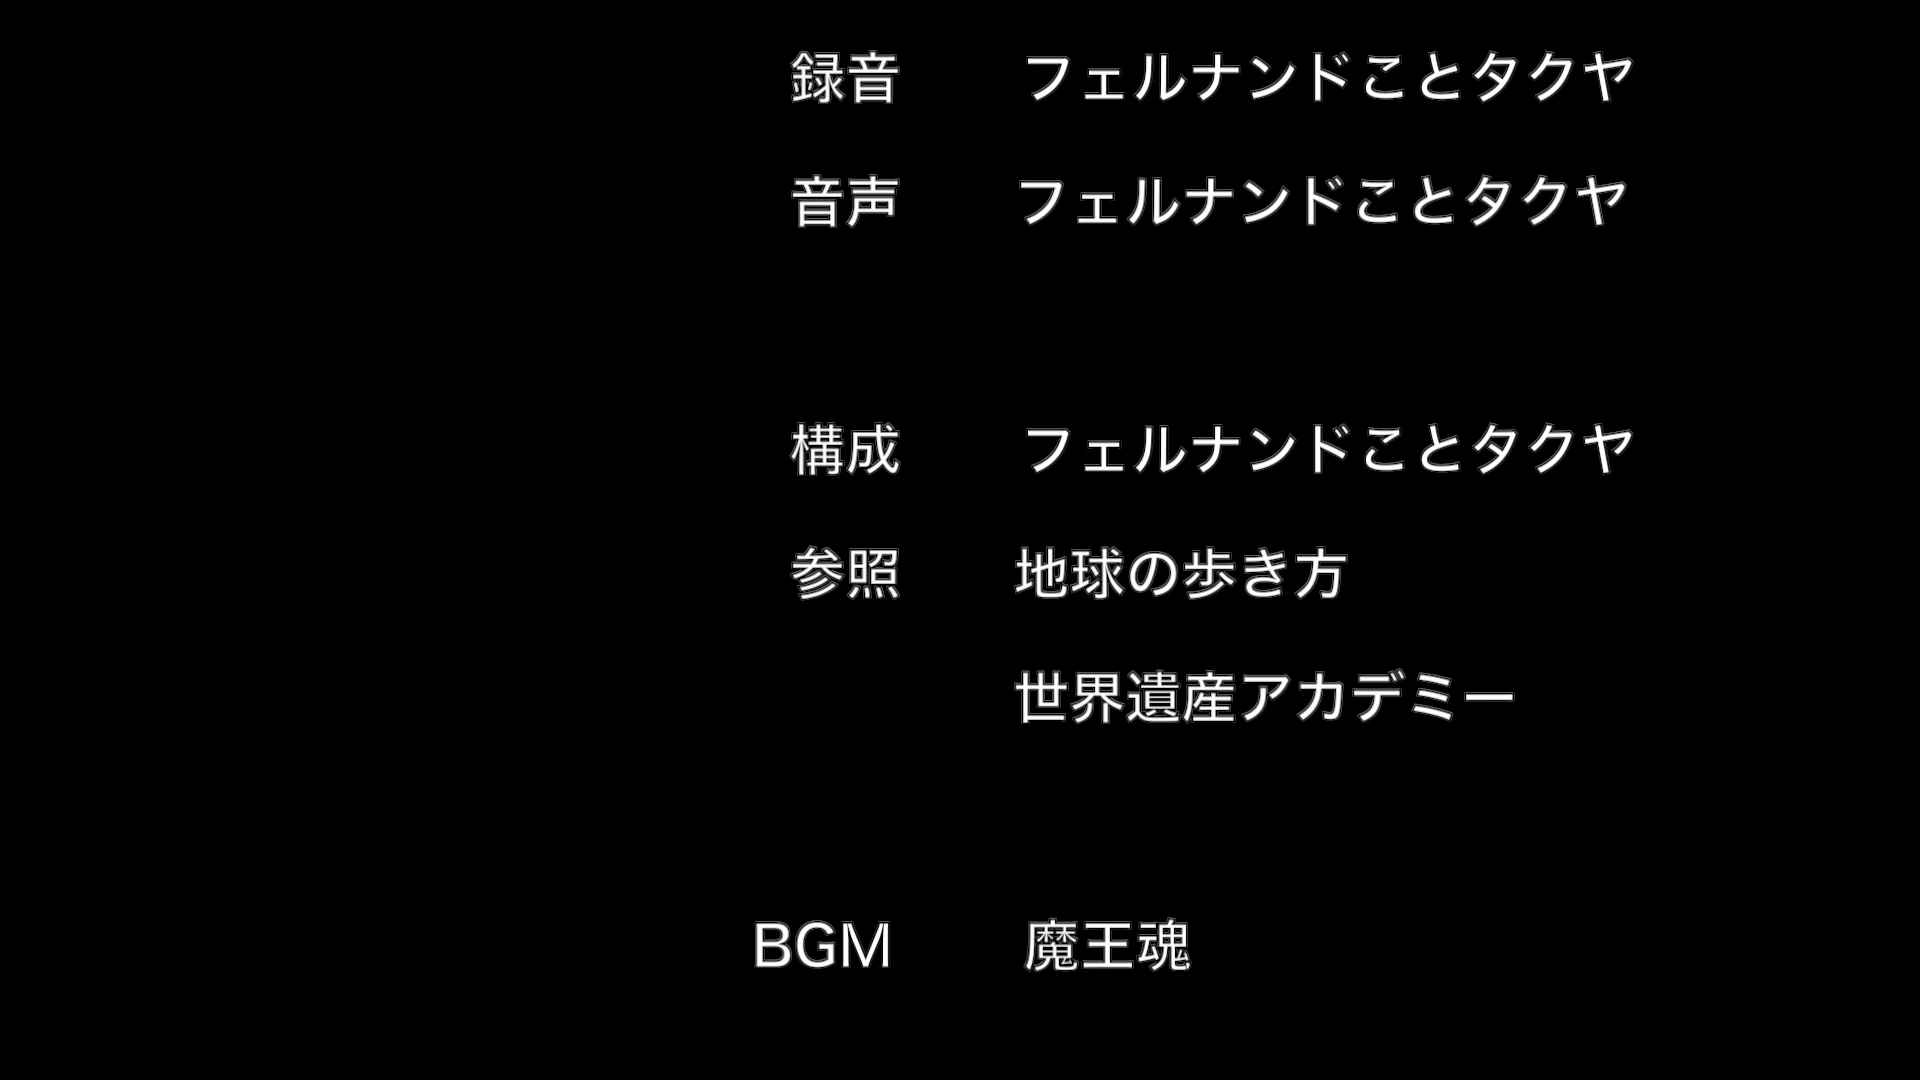 録音 フェルナンドことタクヤ
音声 フェルナンドことタクヤ
構成 フェルナンドことタクヤ
参照 地球の歩き方
世界遺産アカデミー
BGM 魔王魂